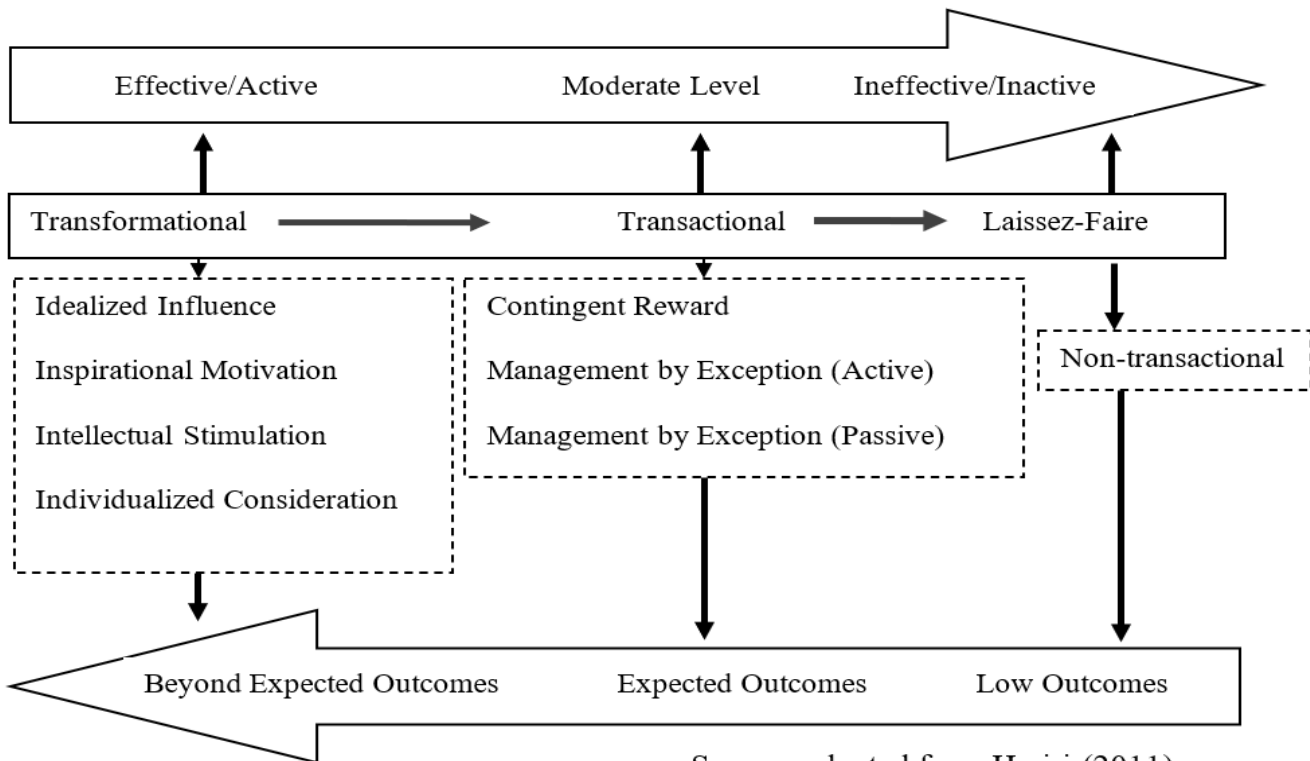 Effective/Active Moderate Level Ineffective/Inactive
Transformational Transactional Laissez-Faire
Idealized Influence
Inspirational Motivation
Intellectual Stimulation
Individualized Consideration
Contingent Reward
Management by Exception (Active)
Management by Exception (Passive)
Non-transactional
Beyond Expected Outcomes Expected Outcomes Low Outcomes
(2011)